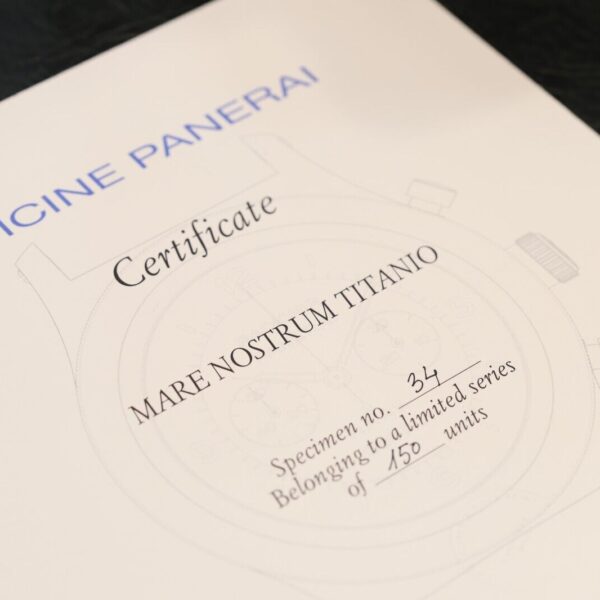 ICINE PANERAI
Certificate
MARE NOSTRUM TITANIO
Specimen no. 34
Belonging to a limited series
of 150 units